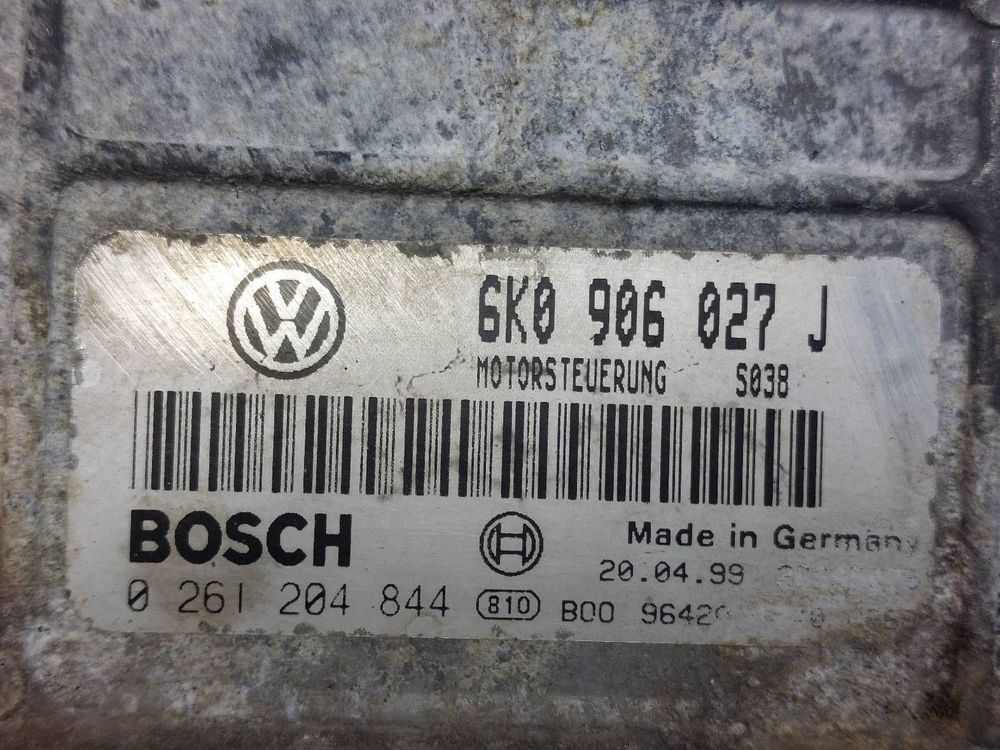 6K0 906 027 J
MOTORSTEUERUNG S038
BOSCH
Made in Germany
20.04.99
0 261 204 844 810 B00